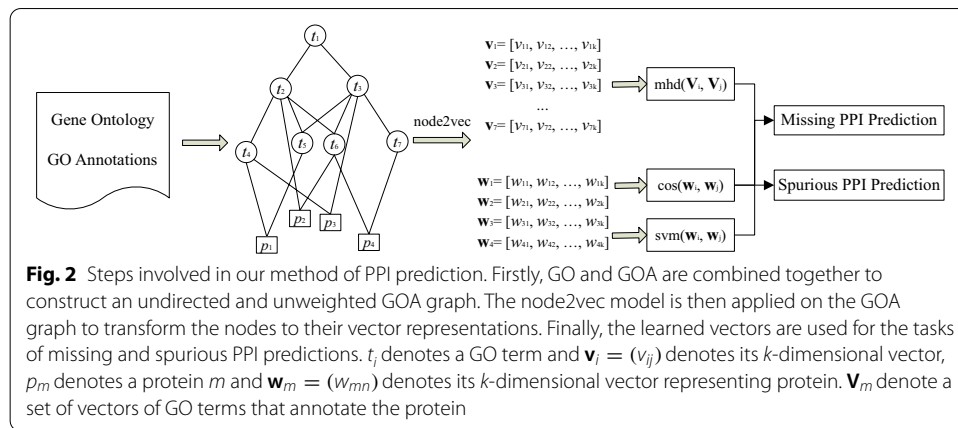 Gene Ontology
GO Annotations
t1
t2
t3
t4
t5
t6
t7
p1
p2
p3
p4
node2vec
v1= [v11, v12, …, v1k]
v2= [v21, v22, …, v2k]
v3= [v31, v32, …, v3k]
...
v7= [v71, v72, …, v7k]
w1= [w11, w12, …, w1k]
w2= [w21, w22, …, w2k]
w3= [w31, w32, …, w3k]
w4= [w41, w42, …, w4k]
mhd(Vi, Vj)
cos(wi, wj)
svm(wi, wj)
Missing PPI Prediction
Spurious PPI Prediction
Fig. 2 Steps involved in our method of PPI prediction. Firstly, GO and GOA are combined together to
construct an undirected and unweighted GOA graph. The node2vec model is then applied on the GOA
graph to transform the nodes to their vector representations. Finally, the learned vectors are used for the tasks
of missing and spurious PPI predictions. ti denotes a GO term and vi = (vij) denotes its k-dimensional vector,
pm denotes a protein m and wm = (wmn) denotes its k-dimensional vector representing protein. Vm denote a
set of vectors of GO terms that annotate the protein